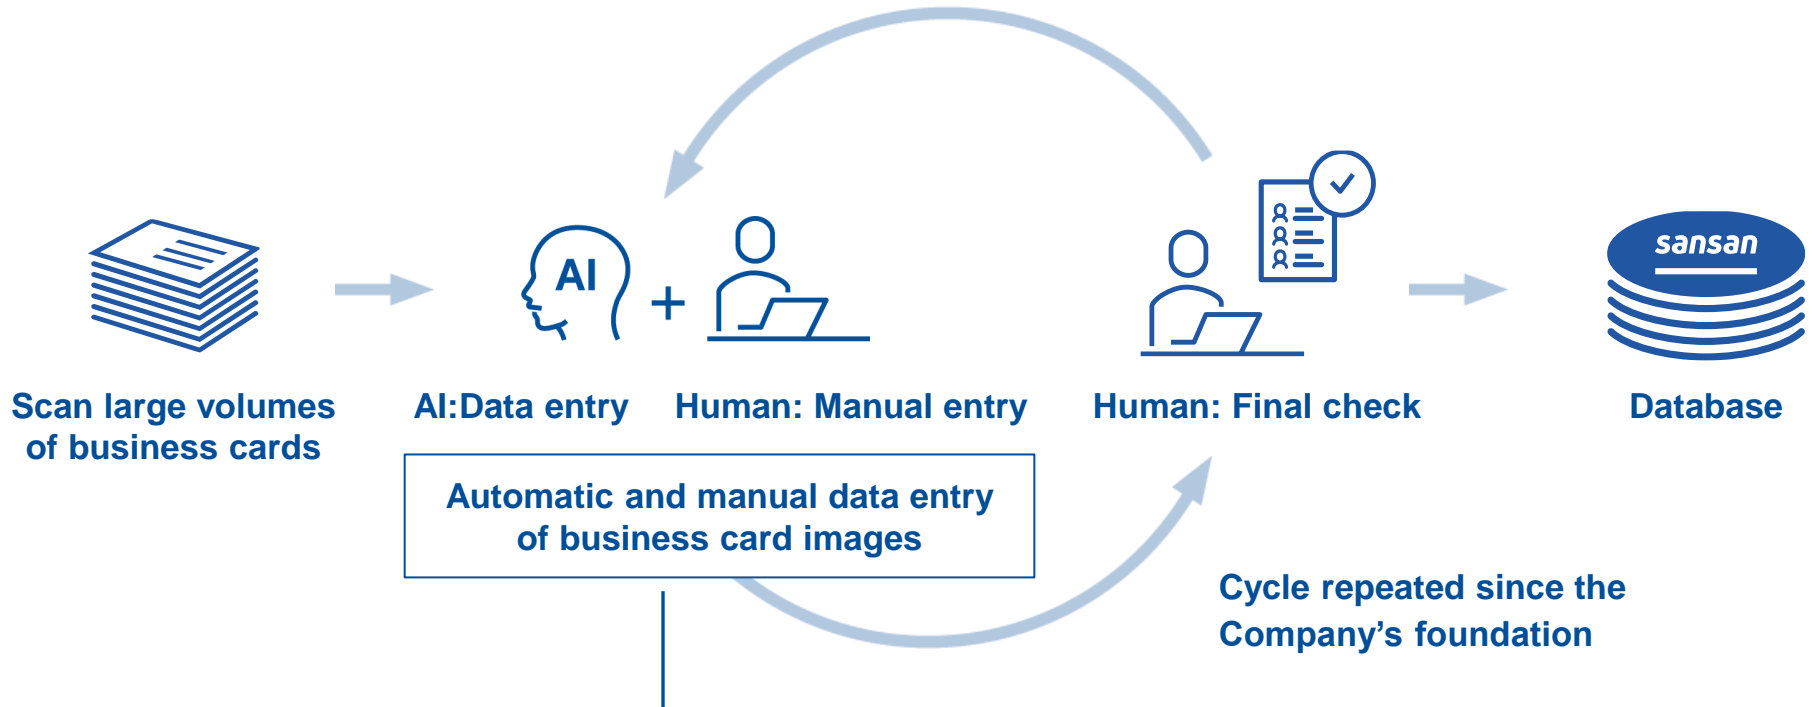 AI
+
sansan
Scan large volumes
of business cards
AI:Data entry
Human: Manual entry
Human: Final check
Database
Automatic and manual data entry
of business card images
Cycle repeated since the
Company’s foundation